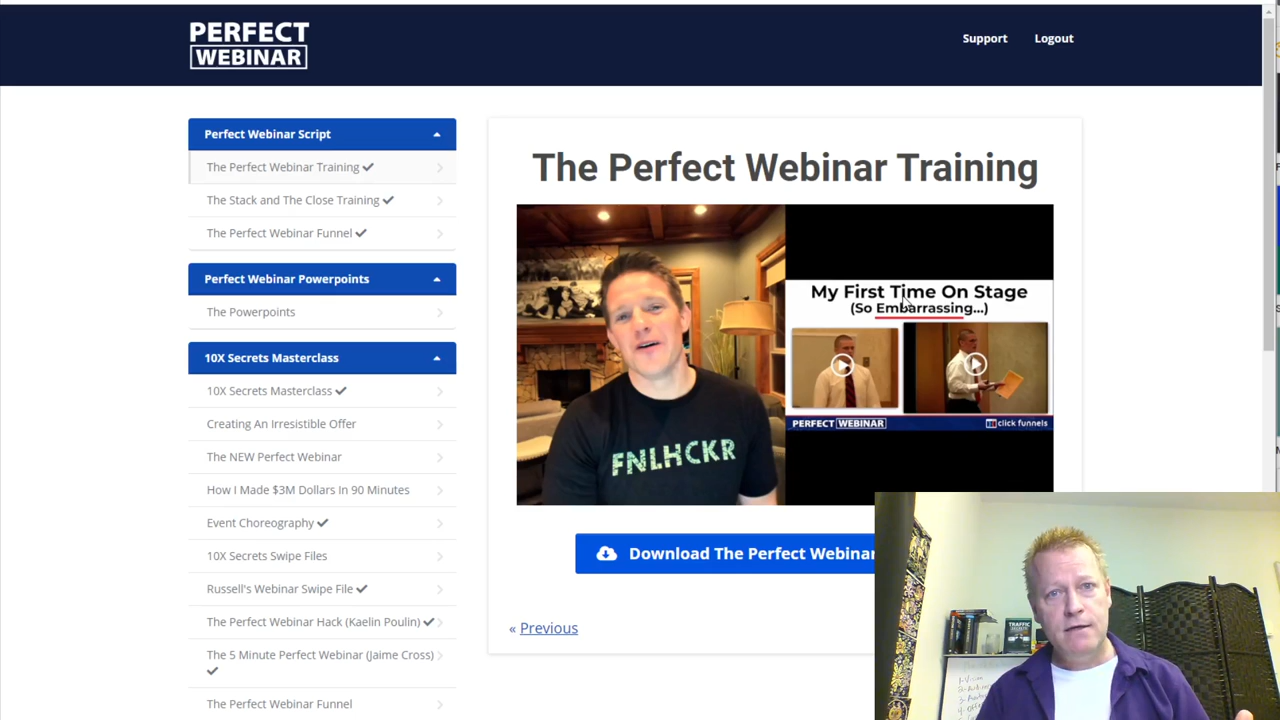 PERFECT
WEBINAR
Support
Logout
Perfect Webinar Script
The Perfect Webinar Training
The Stack and The Close Training
The Perfect Webinar Funnel
Perfect Webinar Powerpoints
The Powerpoints
10X Secrets Masterclass
10X Secrets Masterclass
Creating An Irresistible Offer
The NEW Perfect Webinar
How I Made $3M Dollars In 90 Minutes
Event Choreography
10X Secrets Swipe Files
Russell's Webinar Swipe File
The Perfect Webinar Hack (Kaelin Poulin)
The 5 Minute Perfect Webinar (Jaime Cross)
The Perfect Webinar Funnel
The Perfect Webinar Training
My First Time On Stage
(So Embarrassing...)
FNLHCKR
PERFECT WEBINAR
click funnels
Download The Perfect Webinar
« Previous
TRAFFIC
SECRETS